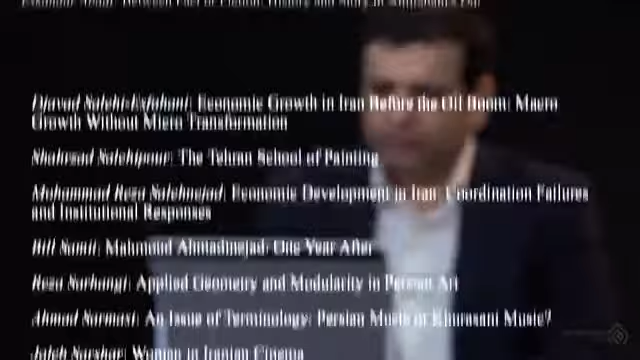 Djavad Salehi-Esfahani: Economic Growth in Iran Before the Oil Boom: Macro
Growth Without Micro Transformation
Shahrzad Salehipour: The Tehran School of Painting
Mohammad Reza Salehnejad: Economic Development in Iran: Coordination Failures
and Institutional Responses
Bill Samii: Mahmoud Ahmadinejad: One Year After
Reza Sarhangi: Applied Geometry and Modularity in Persian Art
Ahmad Sarmast: An Issue of Terminology: Persian Music or Khurasani Music?
Women in Iranian Cinema